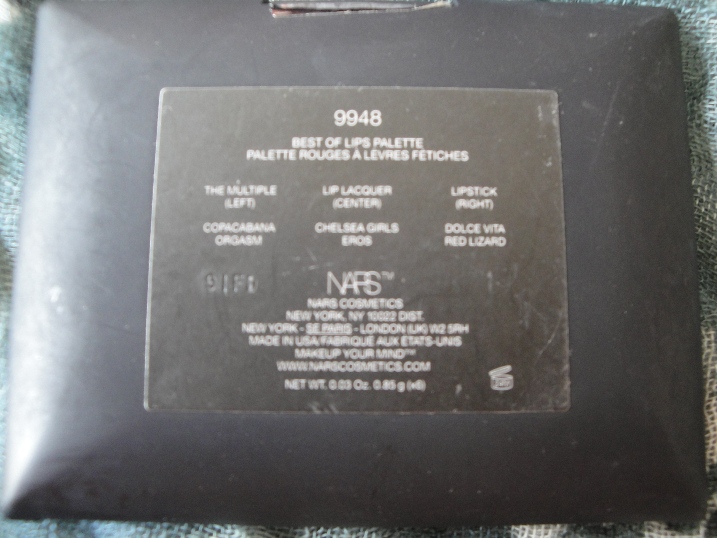 9948
BEST OF LIPS PALETTE
PALETTE ROUGES À LÈVRES FÉTICHES
THE MULTIPLE LIP LACQUER LIPSTICK
(LEFT) (CENTER) (RIGHT)
COPACABANA CHELSEA GIRLS DOLCE VITA
ORGASM EROS RED LIZARD
NARS™
NARS COSMETICS
NEW YORK, NY 10022 DIST.
NEW YORK - SE PARIS - LONDON (UK) W2 5RH
MADE IN USA/FABRIQUÉ AUX ÉTATS-UNIS
MAKEUP YOUR MIND™
WWW.NARSCOSMETICS.COM
NET WT. 0.03 Oz. 0.85 g (x6)